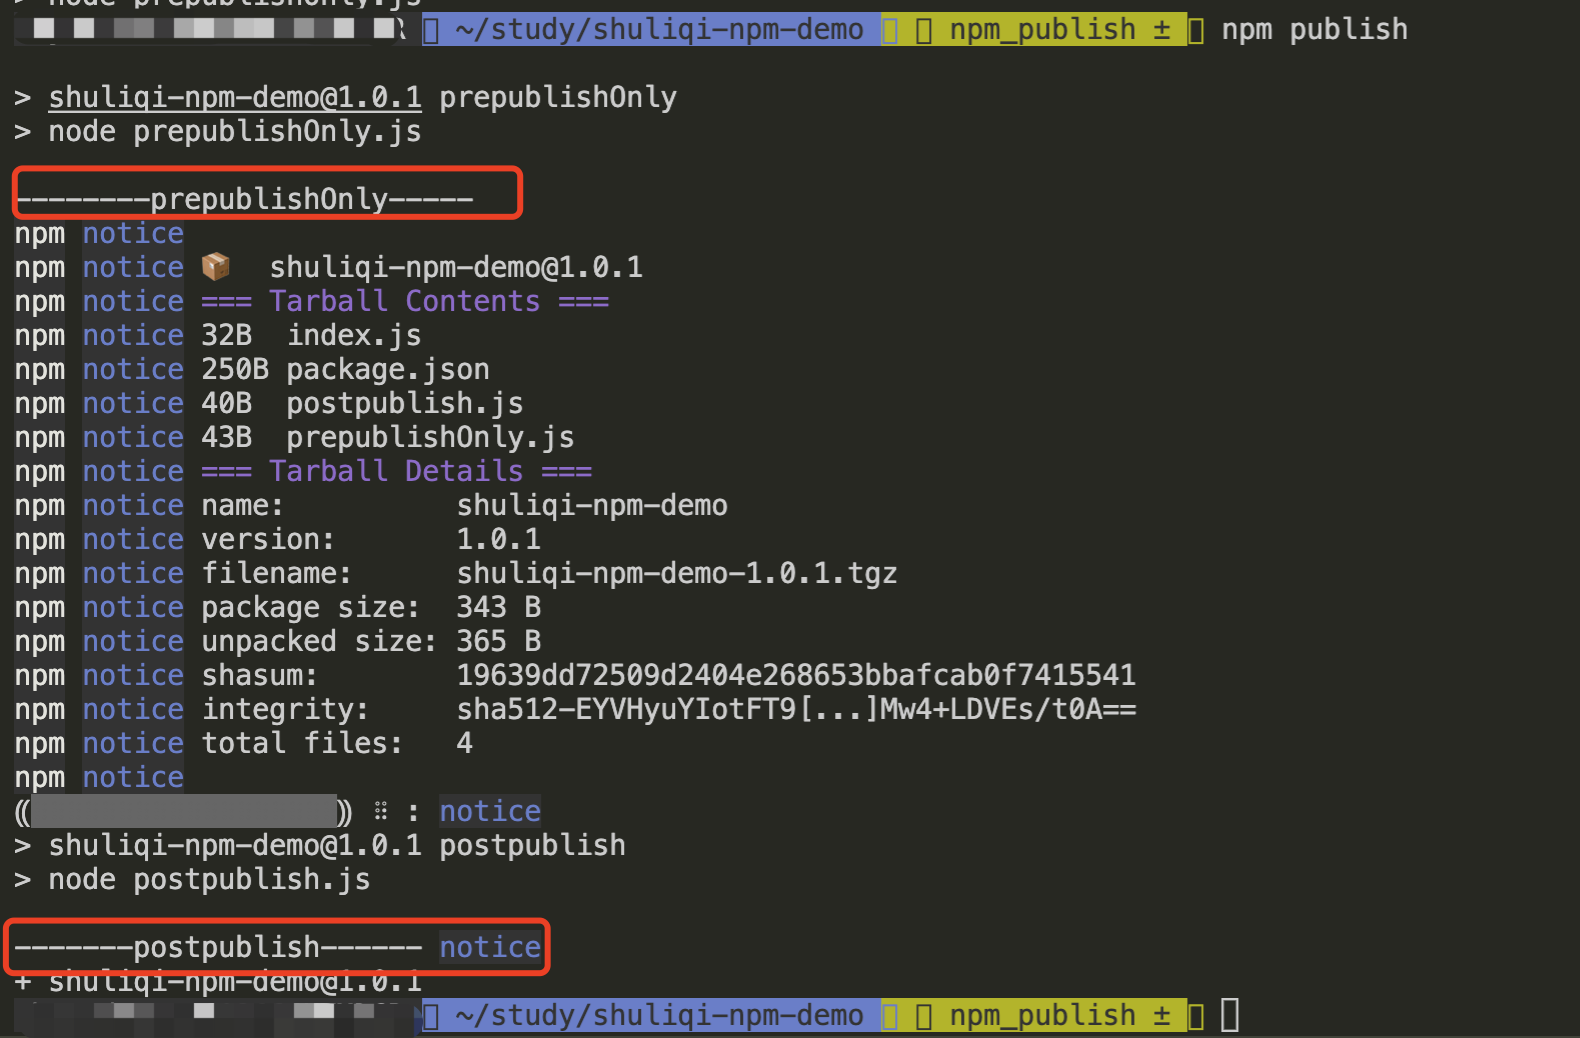 > node prepublishOnly.js
~/study/shuliqi-npm-demo npm_publish ± npm publish
> shuliqi-npm-demo@1.0.1 prepublishOnly
> node prepublishOnly.js
--------prepublishOnly-----
npm notice
npm notice 📦 shuliqi-npm-demo@1.0.1
npm notice === Tarball Contents ===
npm notice 32B index.js
npm notice 250B package.json
npm notice 40B postpublish.js
npm notice 43B prepublishOnly.js
npm notice === Tarball Details ===
npm notice name: shuliqi-npm-demo
npm notice version: 1.0.1
npm notice filename: shuliqi-npm-demo-1.0.1.tgz
npm notice package size: 343 B
npm notice unpacked size: 365 B
npm notice shasum: 19639dd72509d2404e268653bbafcab0f7415541
npm notice integrity: sha512-EYVHyuYIotFT9[...]Mw4+LDVEs/t0A==
npm notice total files: 4
npm notice
(( )) ⠿ : notice
> shuliqi-npm-demo@1.0.1 postpublish
> node postpublish.js
-------postpublish------ notice
+ shuliqi-npm-demo@1.0.1
~/study/shuliqi-npm-demo npm_publish ±